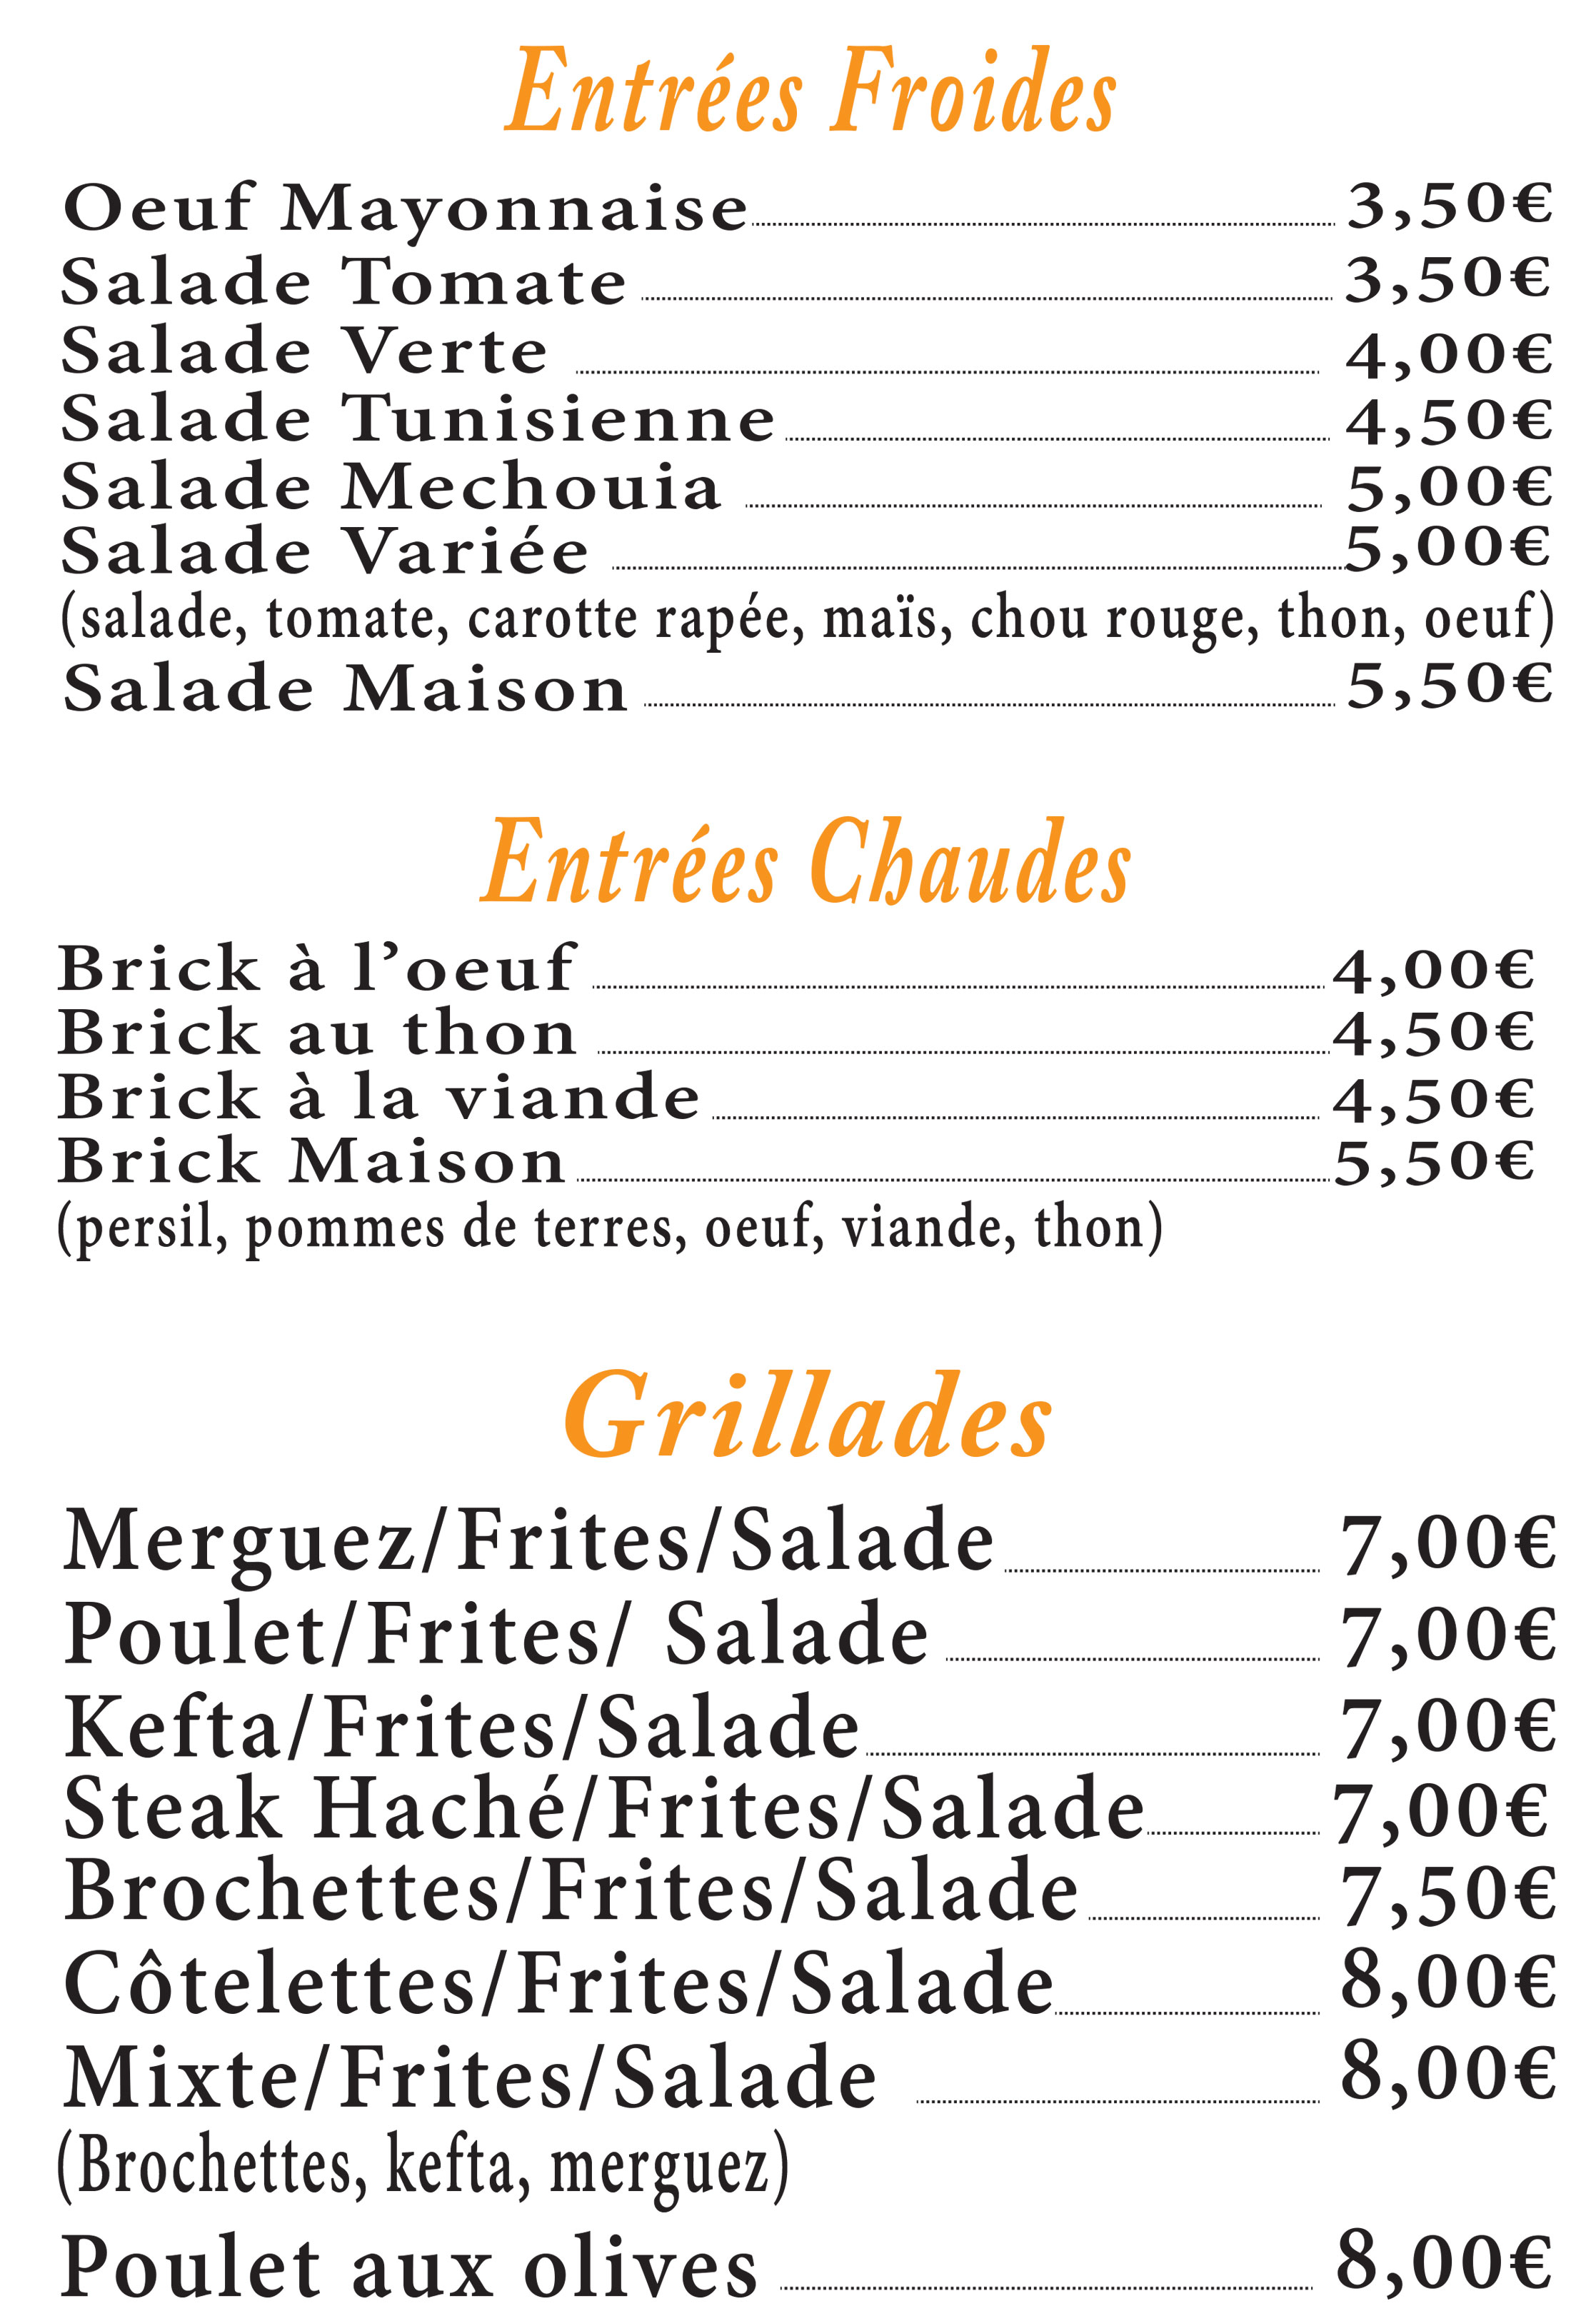 Entrées Froides
Oeuf Mayonnaise 3,50€
Salade Tomate 3,50€
Salade Verte 4,00€
Salade Tunisienne 4,50€
Salade Mechouia 5,00€
Salade Variée 5,00€
(salade, tomate, carotte rapée, maïs, chou rouge, thon, oeuf)
Salade Maison 5,50€
Entrées Chaudes
Brick à l’oeuf 4,00€
Brick au thon 4,50€
Brick à la viande 4,50€
Brick Maison 5,50€
(persil, pommes de terres, oeuf, viande, thon)
Grillades
Merguez/Frites/Salade 7,00€
Poulet/Frites/ Salade 7,00€
Kefta/Frites/Salade 7,00€
Steak Haché/Frites/Salade 7,00€
Brochettes/Frites/Salade 7,50€
Côtelettes/Frites/Salade 8,00€
Mixte/Frites/Salade 8,00€
(Brochettes, kefta, merguez)
Poulet aux olives 8,00€